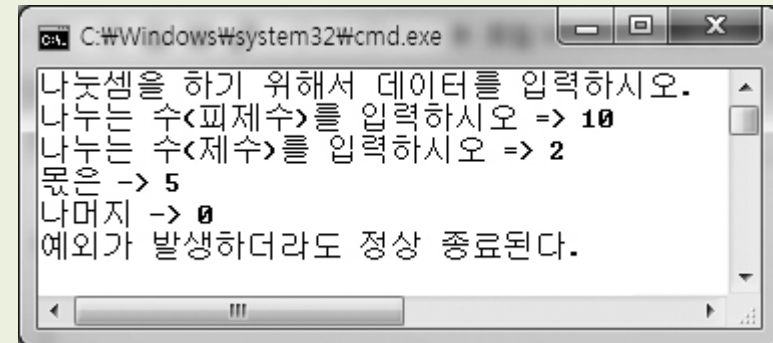 C:₩Windows₩system32₩cmd.exe
나눗셈을 하기 위해서 데이터를 입력하시오.
나누는 수(피제수)를 입력하시오 => 10
나누는 수(제수)를 입력하시오 => 2
몫은 -> 5
나머지 -> 0
예외가 발생하더라도 정상 종료된다.